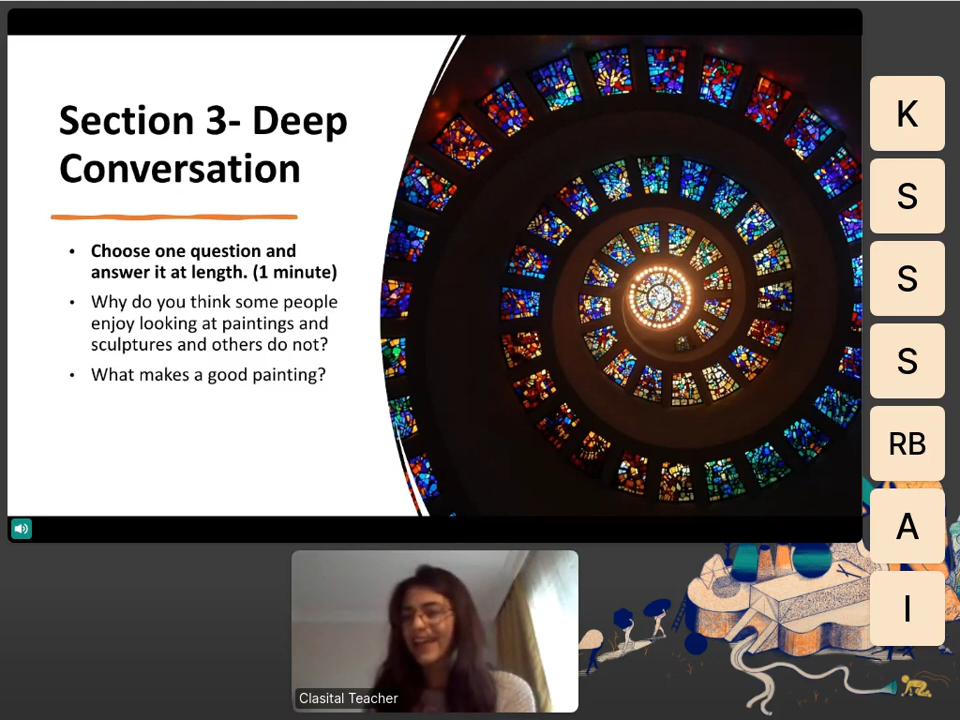 Section 3- Deep
Conversation
• Choose one question and
answer it at length. (1 minute)
• Why do you think some people
enjoy looking at paintings and
sculptures and others do not?
• What makes a good painting?
K
S
S
S
RB
A
I
Clasital Teacher